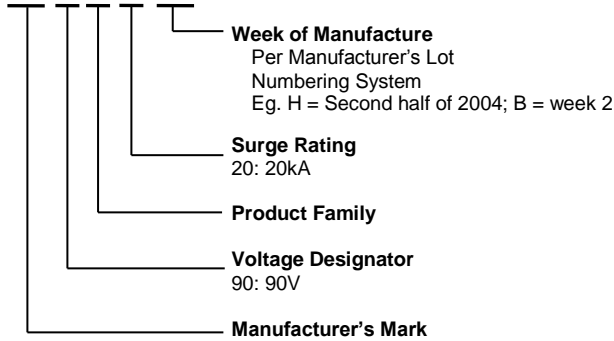 Week of Manufacture
Per Manufacturer's Lot
Numbering System
Eg. H = Second half of 2004; B = week 2
Surge Rating
20: 20kA
Product Family
Voltage Designator
90: 90V
Manufacturer's Mark